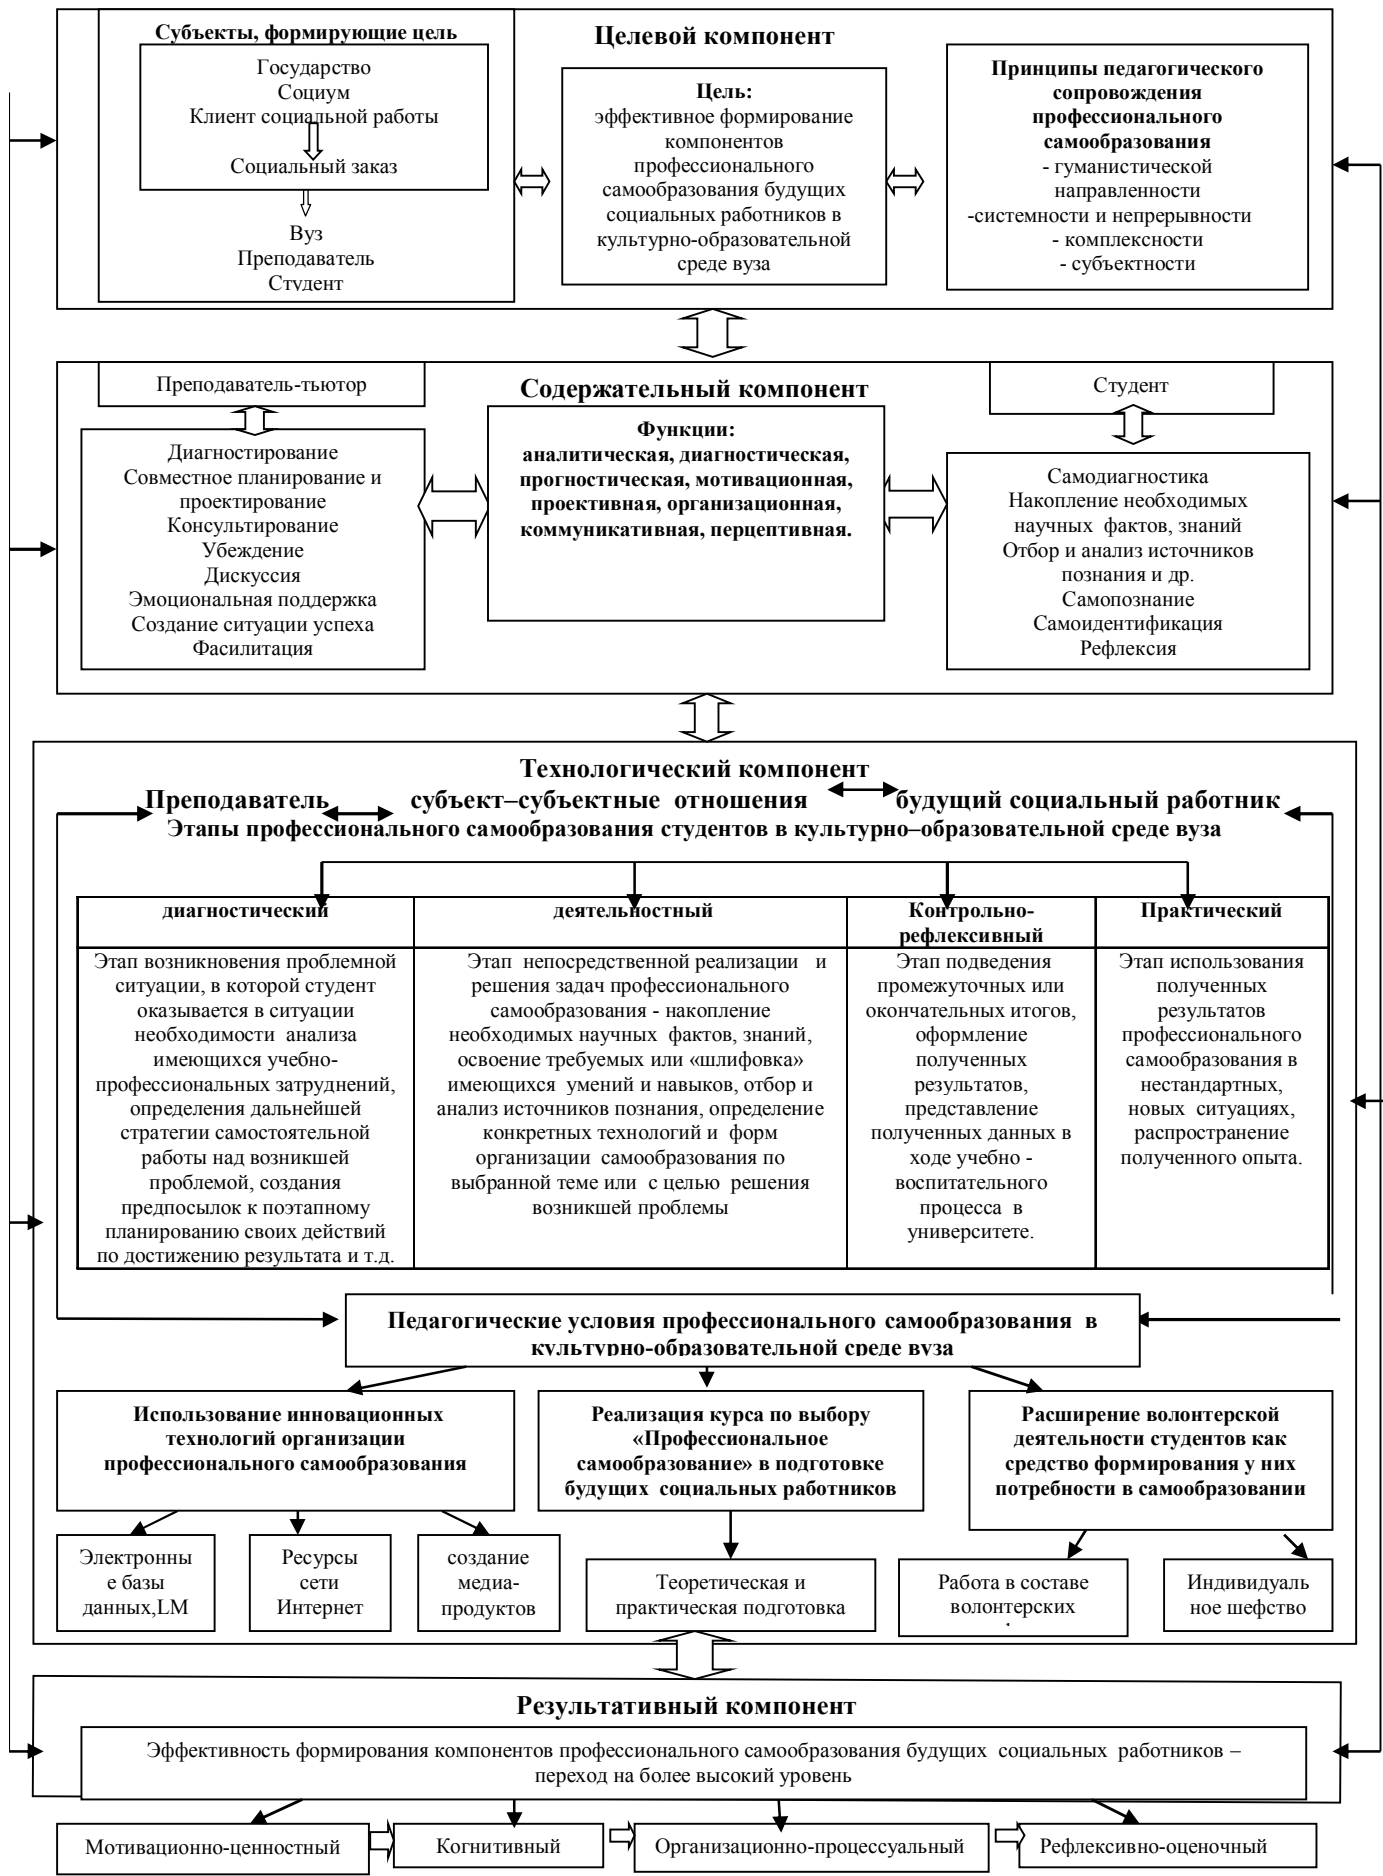 Субъекты, формирующие цель
Государство
Социум
Клиент социальной работы
Социальный заказ
Вуз
Преподаватель
Студент
Целевой компонент
Цель:
эффективное формирование
компонентов
профессионального
самообразования будущих
социальных работников в
культурно-образовательной
среде вуза
Принципы педагогического
сопровождения
профессионального
самообразования
- гуманистической
направленности
-системности и непрерывности
- комплексности
- субъектности
Преподаватель-тьютор
Содержательный компонент
Студент
Диагностирование
Совместное планирование и
проектирование
Консультирование
Убеждение
Дискуссия
Эмоциональная поддержка
Создание ситуации успеха
Фасилитация
Функции:
аналитическая, диагностическая,
прогностическая, мотивационная,
проективная, организационная,
коммуникативная, перцептивная.
Самодиагностика
Накопление необходимых
научных фактов, знаний
Отбор и анализ источников
познания и др.
Самопознание
Самоидентификация
Рефлексия
Технологический компонент
Преподаватель субъект–субъектные отношения будущий социальный работник
Этапы профессионального самообразования студентов в культурно–образовательной среде вуза
диагностический
Этап возникновения проблемной
ситуации, в которой студент
оказывается в ситуации
необходимости анализа
имеющихся учебно-
профессиональных затруднений,
определения дальнейшей
стратегии самостоятельной
работы над возникшей
проблемой, создания
предпосылок к поэтапному
планированию своих действий
по достижению результата и т.д.
деятельностный
Этап непосредственной реализации и
решения задач профессионального
самообразования - накопление
необходимых научных фактов, знаний,
освоение требуемых или «шлифовка»
имеющихся умений и навыков, отбор и
анализ источников познания, определение
конкретных технологий и форм
организации самообразования по
выбранной теме или с целью решения
возникшей проблемы
Контрольно-
рефлексивный
Этап подведения
промежуточных или
окончательных итогов,
оформление
полученных
результатов,
представление
полученных данных в
ходе учебно -
воспитательного
процесса в
университете.
Практический
Этап использования
полученных
результатов
профессионального
самообразования в
нестандартных,
новых ситуациях,
распространение
полученного опыта.
Педагогические условия профессионального самообразования в
культурно-образовательной среде вуза
Использование инновационных
технологий организации
профессионального самообразования
Реализация курса по выбору
«Профессиональное
самообразование» в подготовке
будущих социальных работников
Расширение волонтерской
деятельности студентов как
средство формирования у них
потребности в самообразовании
Электронны
е базы
данных,LM
Ресурсы
сети
Интернет
создание
медиа-
продуктов
Теоретическая и
практическая подготовка
Работа в составе
волонтерских
Индивидуаль
ное шефство
Результативный компонент
Эффективность формирования компонентов профессионального самообразования будущих социальных работников –
переход на более высокий уровень
Мотивационно-ценностный
Когнитивный
Организационно-процессуальный
Рефлексивно-оценочный